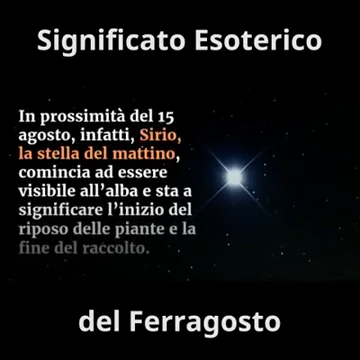 Significato Esoterico
In prossimità del 15
agosto, infatti, Sirio,
la stella del mattino,
comincia ad essere
visibile all'alba e sta a
significare l'inizio del
riposo delle piante e la
fine del raccolto.
del Ferragosto